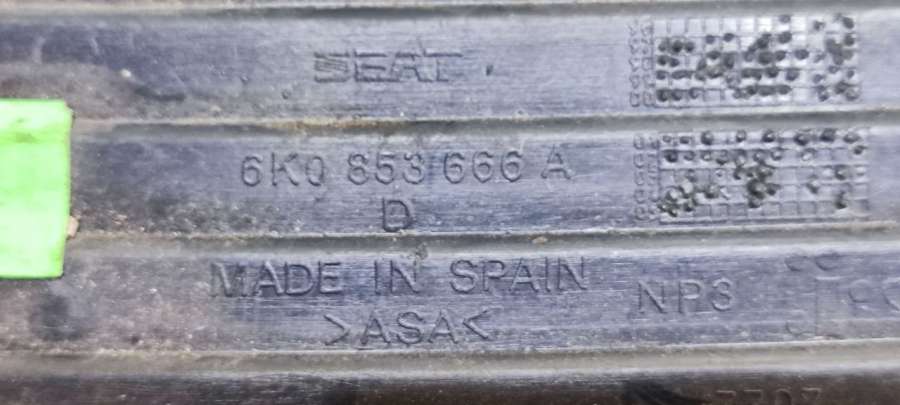 SEAT
6K0 853 666 A
D
MADE IN SPAIN
>ASA<
NP3